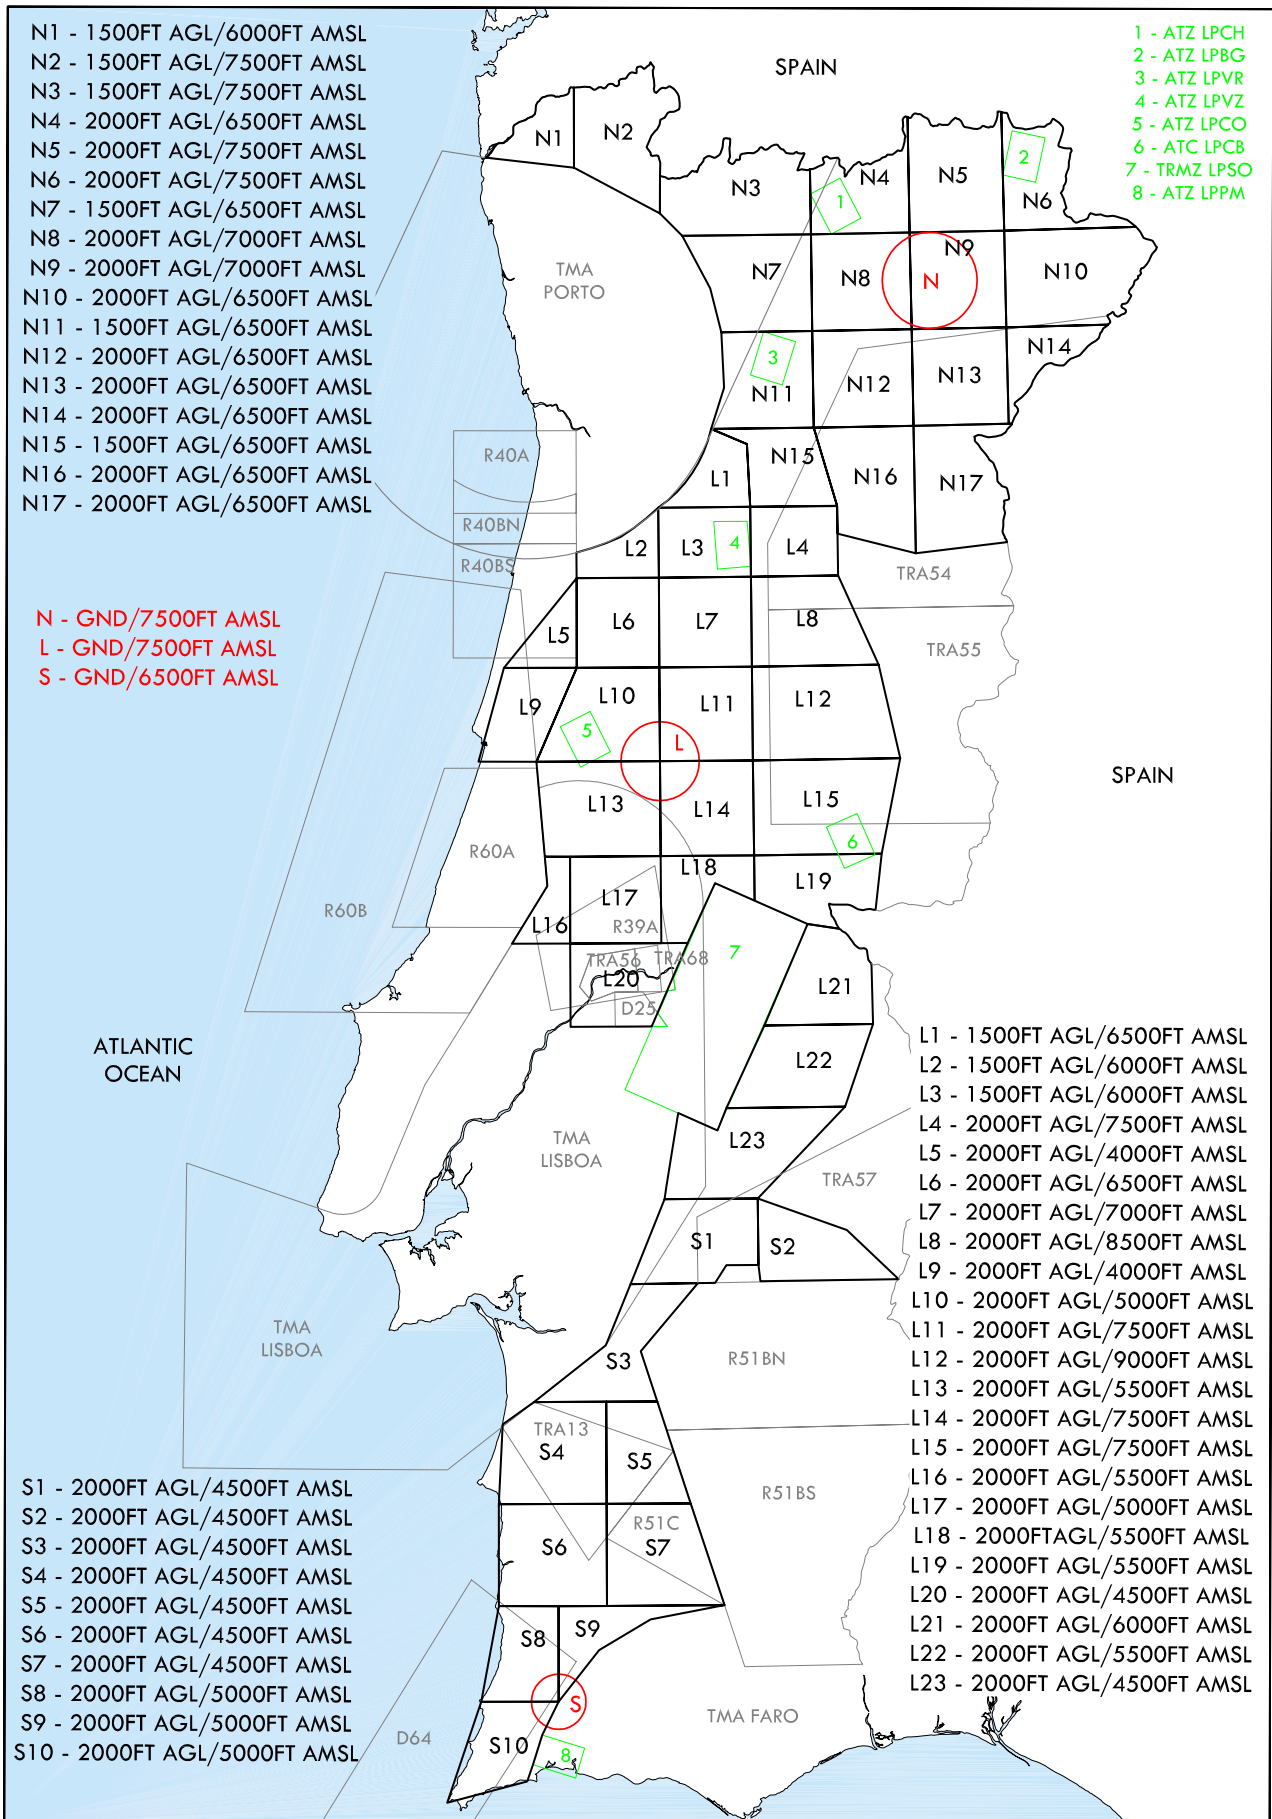 N1 - 1500FT AGL/6000FT AMSL
N2 - 1500FT AGL/7500FT AMSL
N3 - 1500FT AGL/7500FT AMSL
N4 - 2000FT AGL/6500FT AMSL
N5 - 2000FT AGL/7500FT AMSL
N6 - 2000FT AGL/7500FT AMSL
N7 - 1500FT AGL/6500FT AMSL
N8 - 2000FT AGL/7000FT AMSL
N9 - 2000FT AGL/7000FT AMSL
N10 - 2000FT AGL/6500FT AMSL
N11 - 1500FT AGL/6500FT AMSL
N12 - 2000FT AGL/6500FT AMSL
N13 - 2000FT AGL/6500FT AMSL
N14 - 2000FT AGL/6500FT AMSL
N15 - 1500FT AGL/6500FT AMSL
N16 - 2000FT AGL/6500FT AMSL
N17 - 2000FT AGL/6500FT AMSL
N - GND/7500FT AMSL
L - GND/7500FT AMSL
S - GND/6500FT AMSL
1 - ATZ LPCH
2 - ATZ LPBG
3 - ATZ LPVR
4 - ATZ LPVZ
5 - ATZ LPCO
6 - ATC LPCB
7 - TRMZ LPSO
8 - ATZ LPPM
SPAIN
N1
N2
N3
N4
N5
2
N6
1
N7
N8
N9
N
N10
TMA
PORTO
3
N11
N12
N13
N14
R40A
L1
N15
N16
N17
R40BN
R40BS
L2
L3
4
L4
TRA54
L5
L6
L7
L8
TRA55
L9
L10
5
L11
L
L12
SPAIN
L13
L14
L15
6
R60A
R60B
L16
L17
R39A
L18
L19
TRA56
TRA68
L20
D25
7
L21
L22
L23
ATLANTIC
OCEAN
TMA
LISBOA
TRA57
S1
S2
TMA
LISBOA
S3
R51BN
TRA13
S4
S5
R51BS
S6
R51C
S7
S8
S9
S
S10
8
D64
TMA FARO
L1 - 1500FT AGL/6500FT AMSL
L2 - 1500FT AGL/6000FT AMSL
L3 - 1500FT AGL/6000FT AMSL
L4 - 2000FT AGL/7500FT AMSL
L5 - 2000FT AGL/4000FT AMSL
L6 - 2000FT AGL/6500FT AMSL
L7 - 2000FT AGL/7000FT AMSL
L8 - 2000FT AGL/8500FT AMSL
L9 - 2000FT AGL/4000FT AMSL
L10 - 2000FT AGL/5000FT AMSL
L11 - 2000FT AGL/7500FT AMSL
L12 - 2000FT AGL/9000FT AMSL
L13 - 2000FT AGL/5500FT AMSL
L14 - 2000FT AGL/7500FT AMSL
L15 - 2000FT AGL/7500FT AMSL
L16 - 2000FT AGL/5500FT AMSL
L17 - 2000FT AGL/5000FT AMSL
L18 - 2000FTAGL/5500FT AMSL
L19 - 2000FT AGL/5500FT AMSL
L20 - 2000FT AGL/4500FT AMSL
L21 - 2000FT AGL/6000FT AMSL
L22 - 2000FT AGL/5500FT AMSL
L23 - 2000FT AGL/4500FT AMSL
S1 - 2000FT AGL/4500FT AMSL
S2 - 2000FT AGL/4500FT AMSL
S3 - 2000FT AGL/4500FT AMSL
S4 - 2000FT AGL/4500FT AMSL
S5 - 2000FT AGL/4500FT AMSL
S6 - 2000FT AGL/4500FT AMSL
S7 - 2000FT AGL/4500FT AMSL
S8 - 2000FT AGL/5000FT AMSL
S9 - 2000FT AGL/5000FT AMSL
S10 - 2000FT AGL/5000FT AMSL